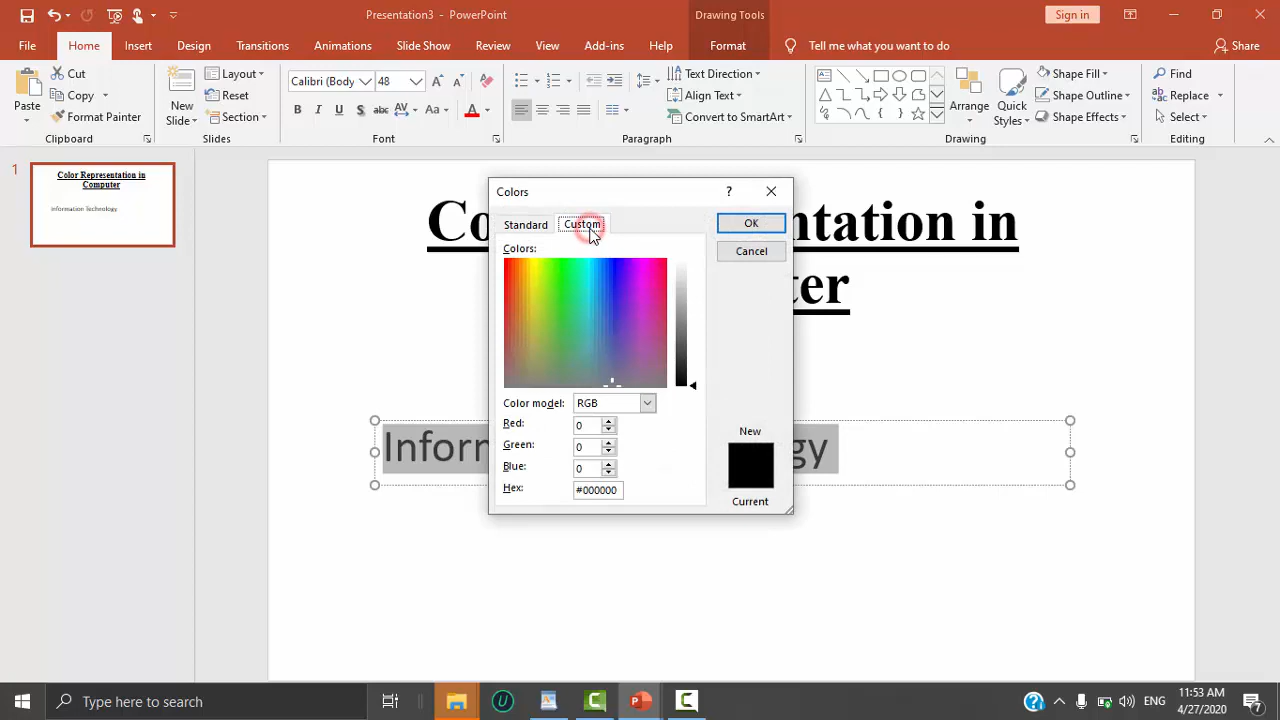 Presentation3 - PowerPoint
Drawing Tools
Sign in
File Home Insert Design Transitions Animations Slide Show Review View Add-ins Help Format Tell me what you want to do Share
Paste
Cut
Copy
Format Painter
Clipboard
New Slide
Layout
Reset
Section
Slides
Calibri (Body 48
B I U S abc AV Aa A
Font
Text Direction
Align Text
Convert to SmartArt
Paragraph
Arrange
Quick Styles
Shape Fill
Shape Outline
Shape Effects
Drawing
Find
Replace
Select
Editing
1
Color Representation in
Computer
Information Technology
Co
ntation in
ter
Inform
gy
Colors
?
Standard Custom
OK
Cancel
Colors:
Color model: RGB
Red: 0
Green: 0
Blue: 0
Hex: #000000
New
Current
Type here to search
ENG
11:53 AM
4/27/2020
7